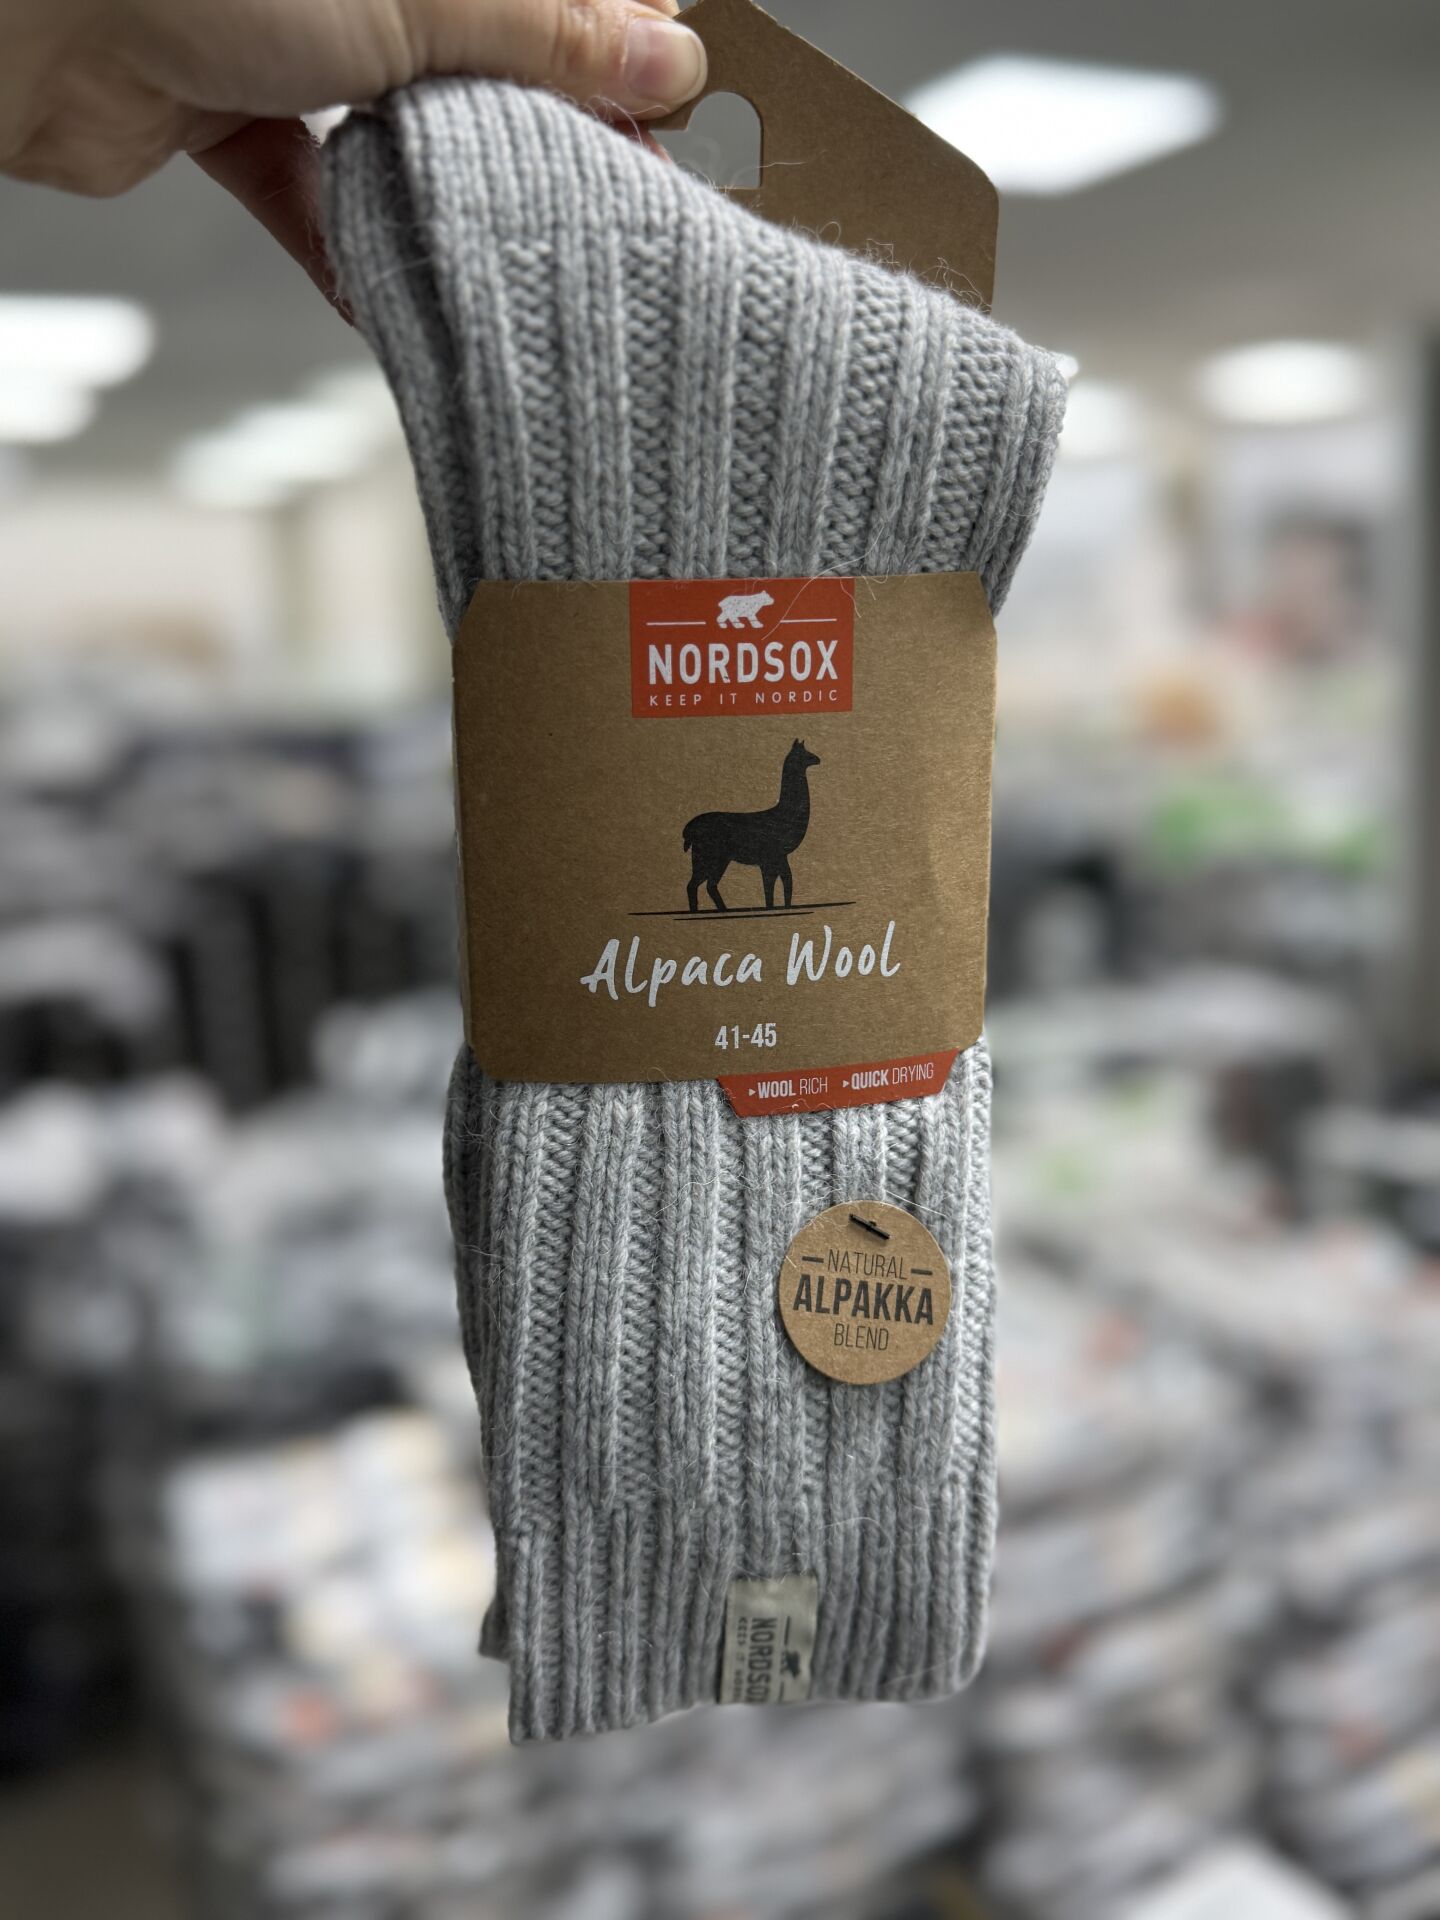 NORDSOX
KEEP IT NORDIC
Alpaca Wool
41-45
WOOL RICH QUICK DRYING
NATURAL
ALPAKKA
BLEND
NORDSOX